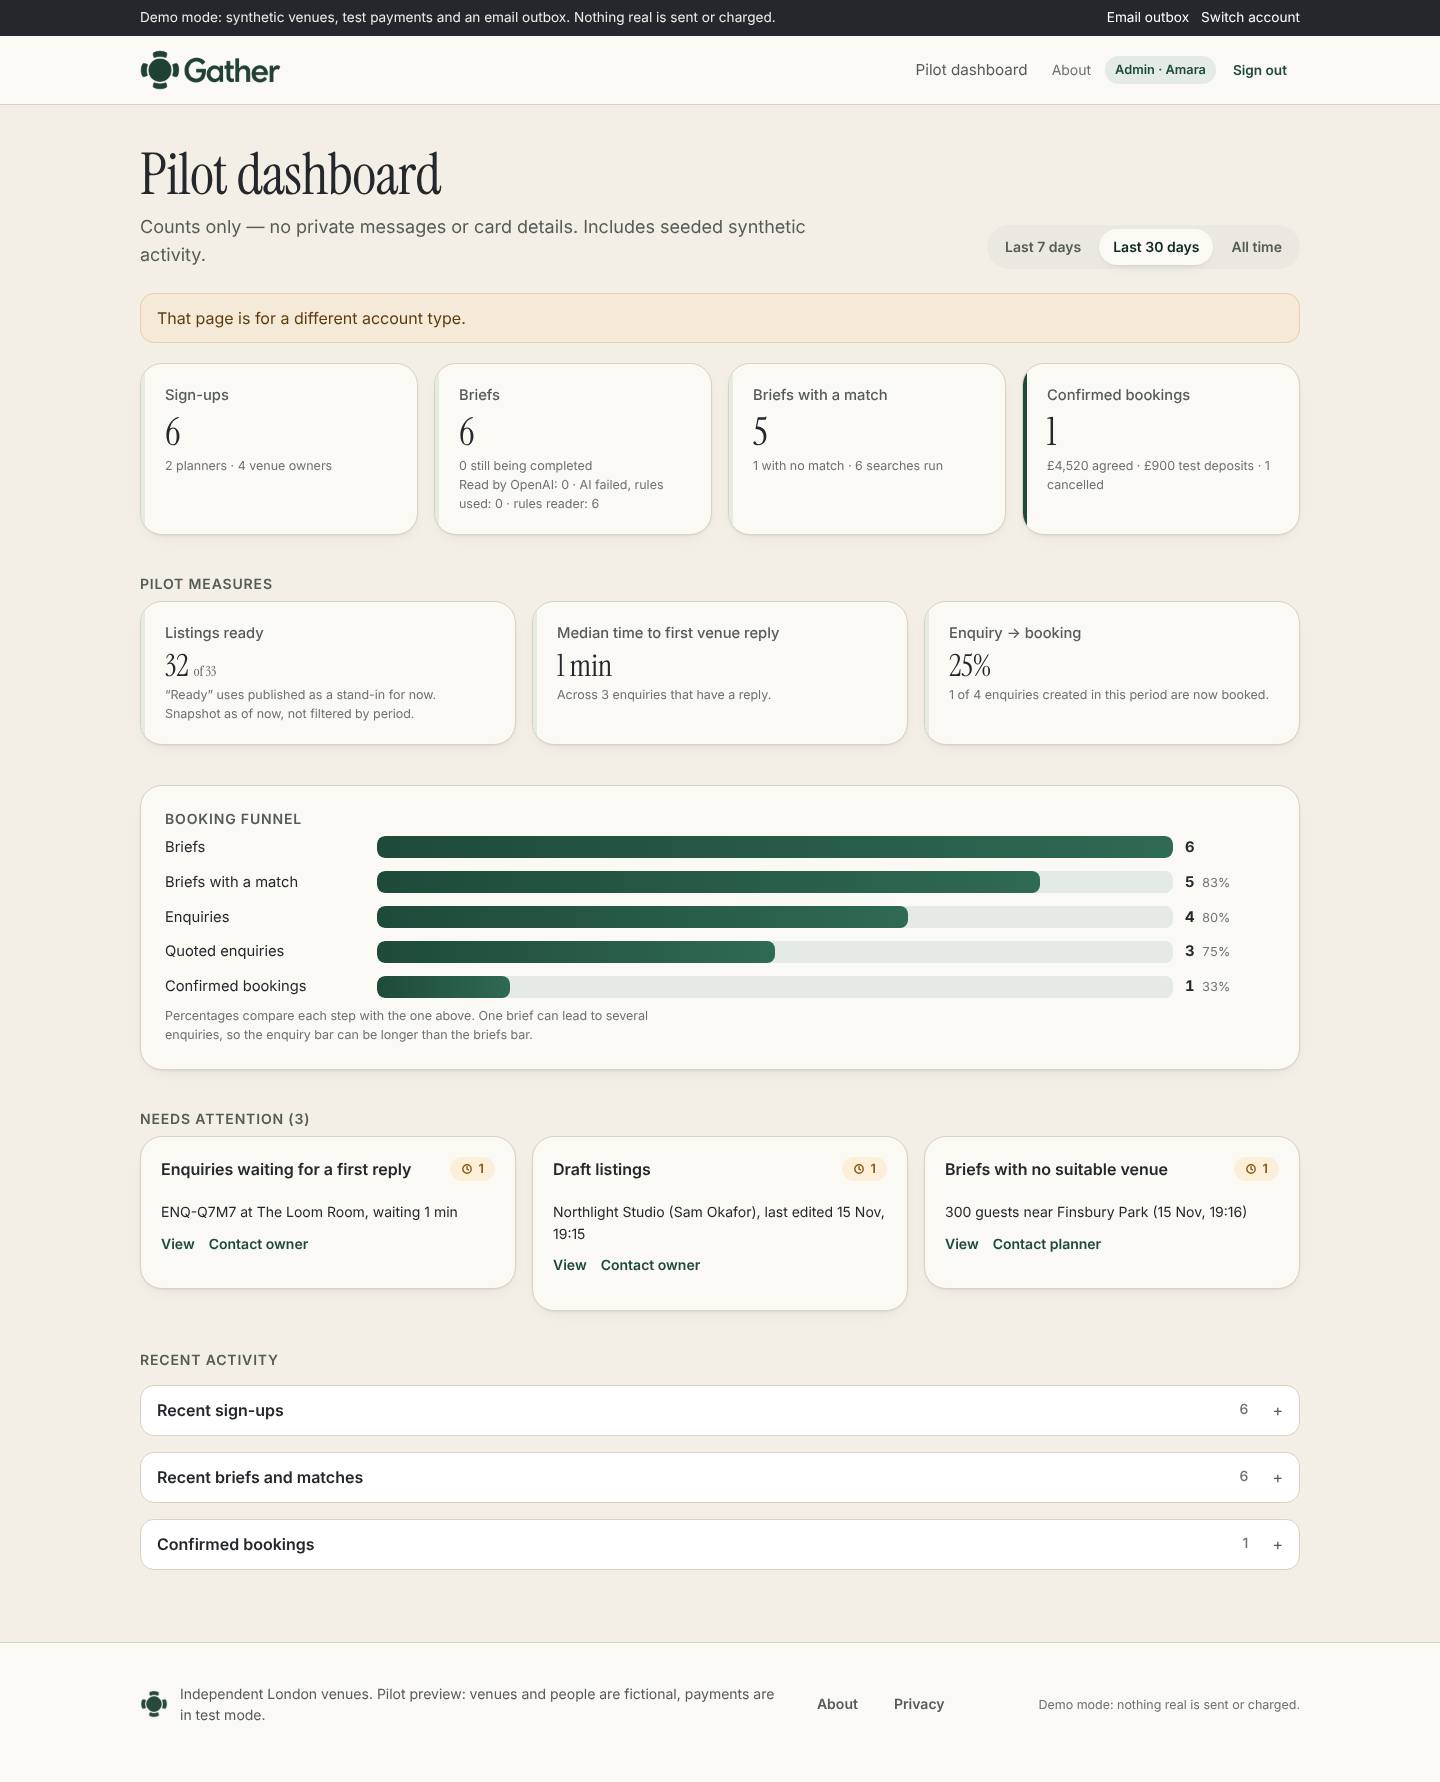 Demo mode: synthetic venues, test payments and an email outbox. Nothing real is sent or charged.
Email outbox
Switch account
Gather
Pilot dashboard
About
Admin · Amara
Sign out
Pilot dashboard
Counts only — no private messages or card details. Includes seeded synthetic
activity.
Last 7 days
Last 30 days
All time
That page is for a different account type.
Sign-ups
6
2 planners · 4 venue owners
Briefs
6
0 still being completed
Read by OpenAI: 0 · AI failed, rules
used: 0 · rules reader: 6
Briefs with a match
5
1 with no match · 6 searches run
Confirmed bookings
1
£4,520 agreed · £900 test deposits · 1
cancelled
PILOT MEASURES
Listings ready
32 of 33
“Ready” uses published as a stand-in for now.
Snapshot as of now, not filtered by period.
Median time to first venue reply
1 min
Across 3 enquiries that have a reply.
Enquiry → booking
25%
1 of 4 enquiries created in this period are now booked.
BOOKING FUNNEL
Briefs
6
Briefs with a match
5 83%
Enquiries
4 80%
Quoted enquiries
3 75%
Confirmed bookings
1 33%
Percentages compare each step with the one above. One brief can lead to several
enquiries, so the enquiry bar can be longer than the briefs bar.
NEEDS ATTENTION (3)
Enquiries waiting for a first reply
1
ENQ-Q7M7 at The Loom Room, waiting 1 min
View
Contact owner
Draft listings
1
Northlight Studio (Sam Okafor), last edited 15 Nov,
19:15
View
Contact owner
Briefs with no suitable venue
1
300 guests near Finsbury Park (15 Nov, 19:16)
View
Contact planner
RECENT ACTIVITY
Recent sign-ups
6 +
Recent briefs and matches
6 +
Confirmed bookings
1 +
Independent London venues. Pilot preview: venues and people are fictional, payments are
in test mode.
About
Privacy
Demo mode: nothing real is sent or charged.